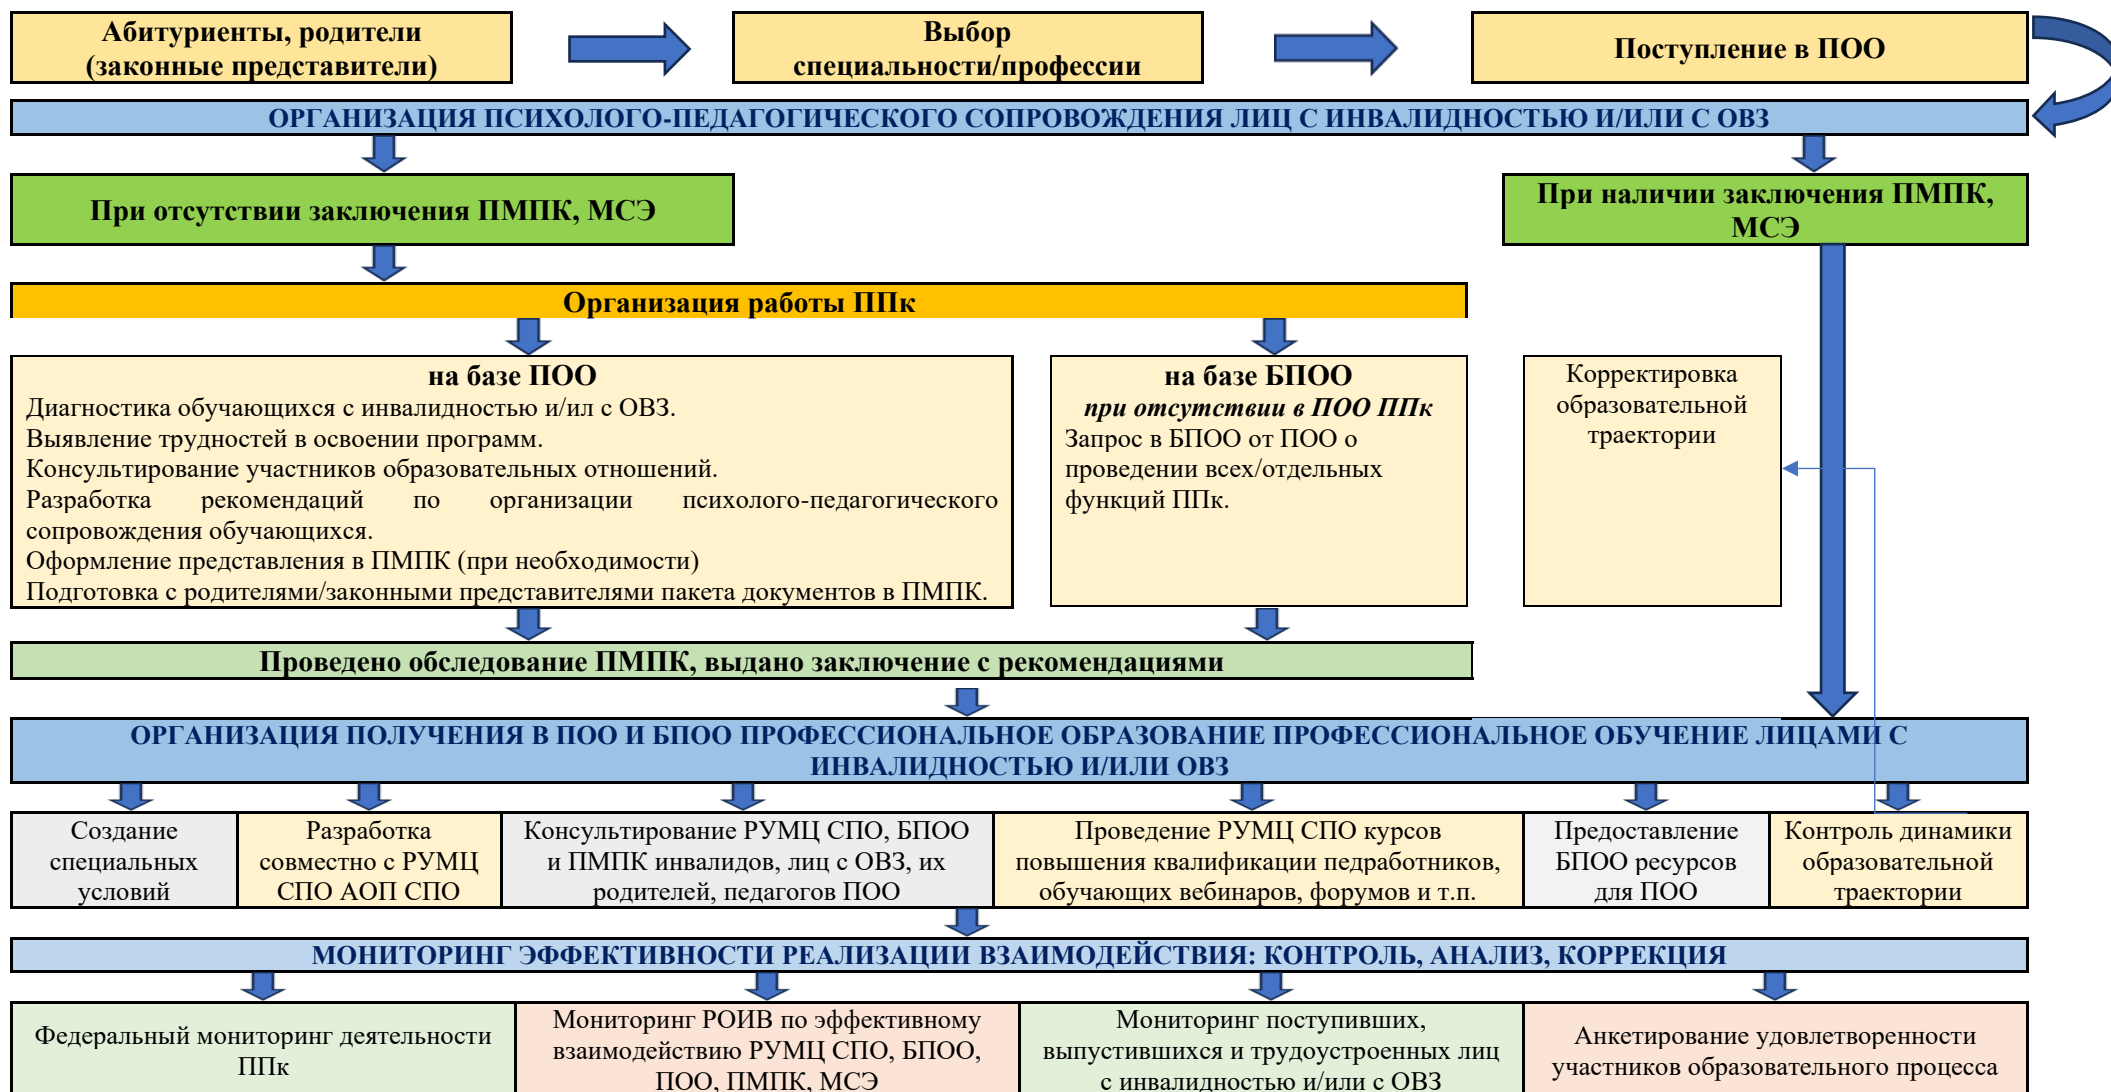 Абитуриенты, родители
(законные представители)
Выбор
специальности/профессии
Поступление в ПОО
ОРГАНИЗАЦИЯ ПСИХОЛОГО-ПЕДАГОГИЧЕСКОГО СОПРОВОЖДЕНИЯ ЛИЦ С ИНВАЛИДНОСТЬЮ И/ИЛИ С ОВЗ
При отсутствии заключения ПМПК, МСЭ
При наличии заключения ПМПК,
МСЭ
Организация работы ППк
на базе ПОО
Диагностика обучающихся с инвалидностью и/ил с ОВЗ.
Выявление трудностей в освоении программ.
Консультирование участников образовательных отношений.
Разработка рекомендаций по организации психолого-педагогического
сопровождения обучающихся.
Оформление представления в ПМПК (при необходимости)
Подготовка с родителями/законными представителями пакета документов в ПМПК.
на базе БПОО
при отсутствии в ПОО ППк
Запрос в БПОО от ПОО о
проведении всех/отдельных
функций ППк.
Корректировка
образовательной
траектории
Проведено обследование ПМПК, выдано заключение с рекомендациями
ОРГАНИЗАЦИЯ ПОЛУЧЕНИЯ В ПОО И БПОО ПРОФЕССИОНАЛЬНОЕ ОБРАЗОВАНИЕ ПРОФЕССИОНАЛЬНОЕ ОБУЧЕНИЕ ЛИЦАМИ С
ИНВАЛИДНОСТЬЮ И/ИЛИ ОВЗ
Создание
специальных
условий
Разработка
совместно с РУМЦ
СПО АОП СПО
Консультирование РУМЦ СПО, БПОО
и ПМПК инвалидов, лиц с ОВЗ, их
родителей, педагогов ПОО
Проведение РУМЦ СПО курсов
повышения квалификации педработников,
обучающих вебинаров, форумов и т.п.
Предоставление
БПОО ресурсов
для ПОО
Контроль динамики
образовательной
траектории
МОНИТОРИНГ ЭФФЕКТИВНОСТИ РЕАЛИЗАЦИИ ВЗАИМОДЕЙСТВИЯ: КОНТРОЛЬ, АНАЛИЗ, КОРРЕКЦИЯ
Федеральный мониторинг деятельности
ППк
Мониторинг РОИВ по эффективному
взаимодействию РУМЦ СПО, БПОО,
ПОО, ПМПК, МСЭ
Мониторинг поступивших,
выпустившихся и трудоустроенных лиц
с инвалидностью и/или с ОВЗ
Анкетирование удовлетворенности
участников образовательного процесса